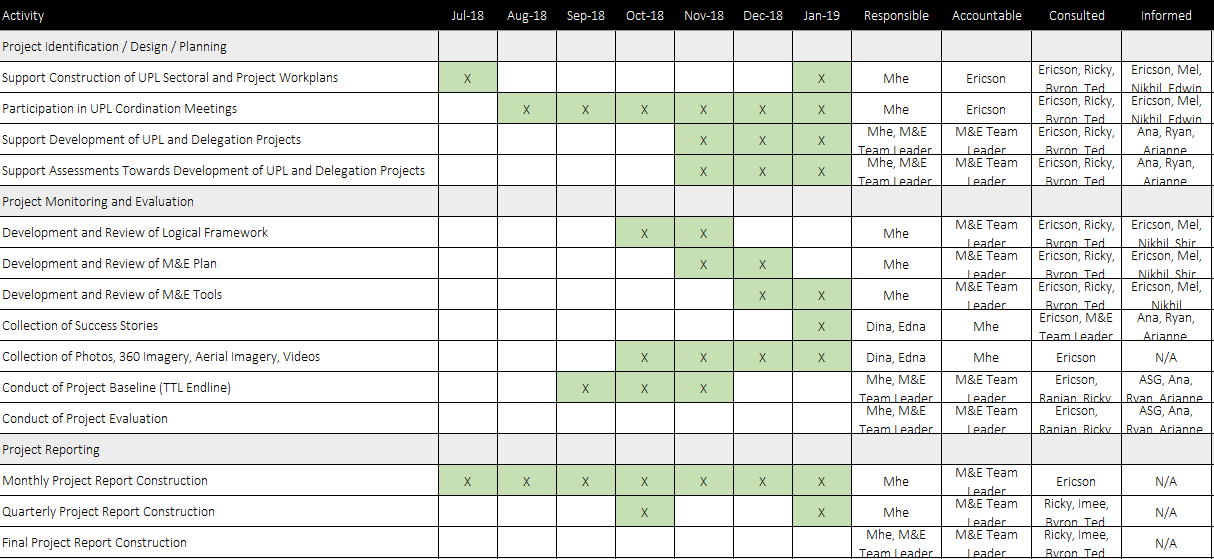 Activity Jul-18 Aug-18 Sep-18 Oct-18 Nov-18 Dec-18 Jan-19 Responsible Accountable Consulted Informed
Project Identification / Design / Planning
Support Construction of UPL Sectoral and Project Workplans X X Mhe Ericson Ericson, Ricky, Byron, Ted Ericson, Mel, Nikhil, Edwin
Participation in UPL Cordination Meetings X X X X X X Mhe Ericson Ericson, Ricky, Byron, Ted Ericson, Mel, Nikhil, Edwin
Support Development of UPL and Delegation Projects X X X Mhe, M&E Team Leader M&E Team Leader Ericson, Ricky, Byron, Ted Ana, Ryan, Arianne
Support Assessments Towards Development of UPL and Delegation Projects X X X Mhe, M&E Team Leader M&E Team Leader Ericson, Ricky, Byron, Ted Ana, Ryan, Arianne
Project Monitoring and Evaluation
Development and Review of Logical Framework X X Mhe M&E Team Leader Ericson, Ricky, Byron, Ted Ericson, Mel, Nikhil, Shir
Development and Review of M&E Plan X X Mhe M&E Team Leader Ericson, Ricky, Byron, Ted Ericson, Mel, Nikhil, Shir
Development and Review of M&E Tools X X Mhe M&E Team Leader Ericson, Ricky, Byron, Ted Ericson, Mel, Nikhil
Collection of Success Stories X Dina, Edna Mhe Ericson, M&E Team Leader Ana, Ryan, Arianne
Collection of Photos, 360 Imagery, Aerial Imagery, Videos X X X X Dina, Edna Mhe Ericson N/A
Conduct of Project Baseline (TTL Endline) X X X Mhe, M&E Team Leader M&E Team Leader Ericson, Ranjan, Ricky ASG, Ana, Ryan, Arianne
Conduct of Project Evaluation Mhe, M&E Team Leader M&E Team Leader Ericson, Ranjan, Ricky ASG, Ana, Ryan, Arianne
Project Reporting
Monthly Project Report Construction X X X X X X X Mhe M&E Team Leader Ericson N/A
Quarterly Project Report Construction X X Mhe M&E Team Leader Ricky, Imee, Byron, Ted N/A
Final Project Report Construction Mhe, M&E Team Leader M&E Team Leader Ricky, Imee, Byron, Ted N/A